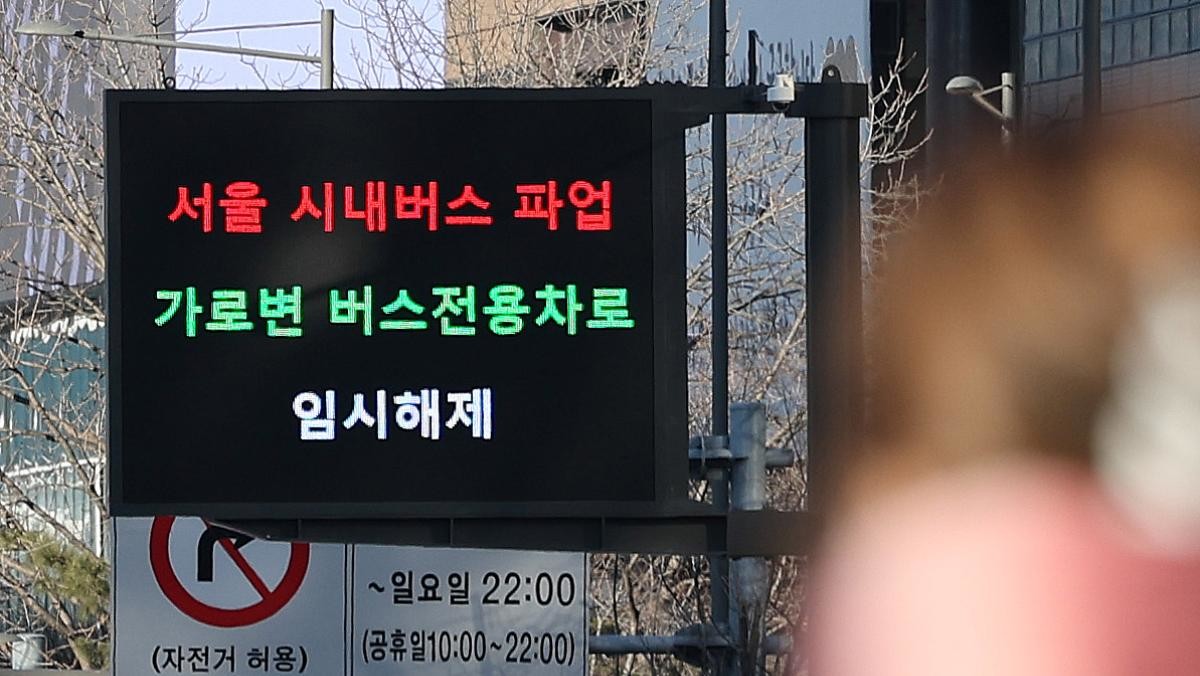 서울 시내버스 파업
가로변 버스전용차로
임시해제
~일요일 22:00
(공휴일10:00~22:00)
(자전거 허용)